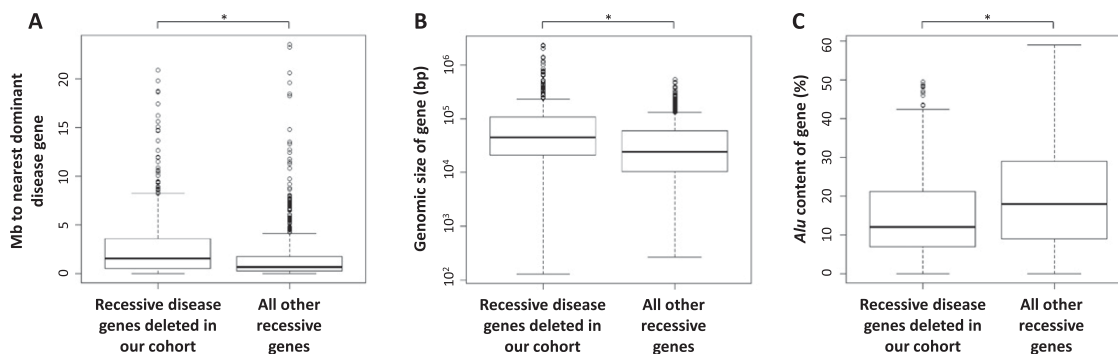 A
*
Mb to nearest dominant
disease gene
20
15
10
5
0
Recessive disease
genes deleted in
our cohort
All other
recessive
genes
B
*
Genomic size of gene (bp)
10⁶
10⁵
10⁴
10³
10²
Recessive disease
genes deleted in
our cohort
All other
recessive
genes
C
*
Alu content of gene (%)
60
50
40
30
20
10
0
Recessive disease
genes deleted in
our cohort
All other
recessive
genes